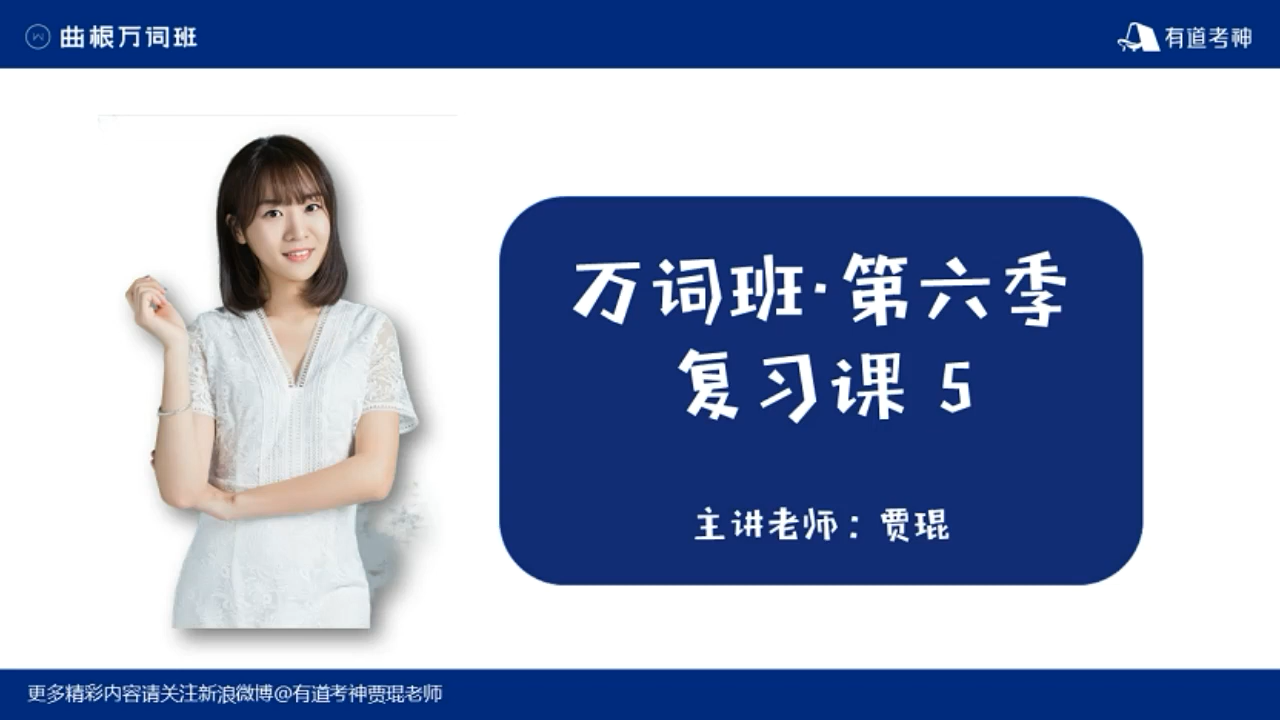 曲根万词班
有道考神
万词班·第六季
复习课 5
主讲老师：贾琨
更多精彩内容请关注新浪微博@有道考神贾琨老师